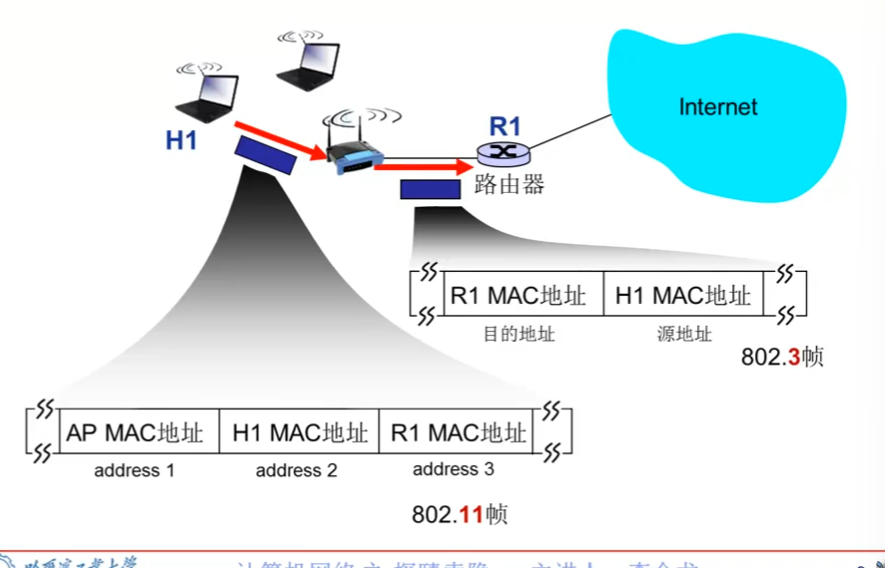 H1
R1
Internet
路由器
R1 MAC地址 H1 MAC地址
目的地址 源地址
802.3帧
AP MAC地址 H1 MAC地址 R1 MAC地址
address 1 address 2 address 3
802.11帧